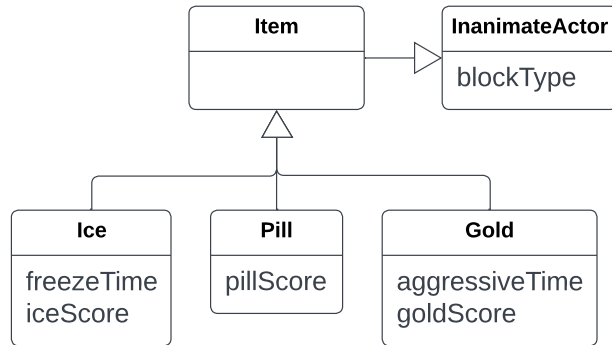 Item
InanimateActor
blockType
Ice
freezeTime
iceScore
Pill
pillScore
Gold
aggressiveTime
goldScore